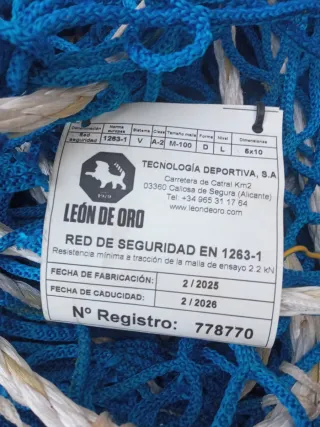 Denominación Norma europea Sistema Clase Tamaño malla Forma Nivel Dimensiones
Red Seguridad 1263-1 V A-2 M-100 D L 5x10
TECNOLOGÍA DEPORTIVA, S.A
Carretera de Catral Km2
03360 Callosa de Segura (Alicante)
Tel. +34 965 31 17 64
www.leondeoro.com
LEÓN DE ORO
RED DE SEGURIDAD EN 1263-1
Resistencia mínima a tracción de la malla de ensayo 2.2 kN
FECHA DE FABRICACIÓN: 2 / 2025
FECHA DE CADUCIDAD: 2 / 2026
Nº Registro: 778770